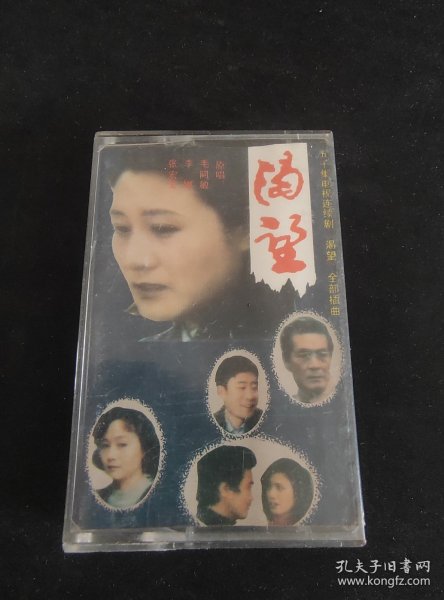 五十集电视连续剧 渴望 全部插曲
渴望
原唱
毛阿敏
李娜
张宏
孔夫子旧书网
www.kongfz.com